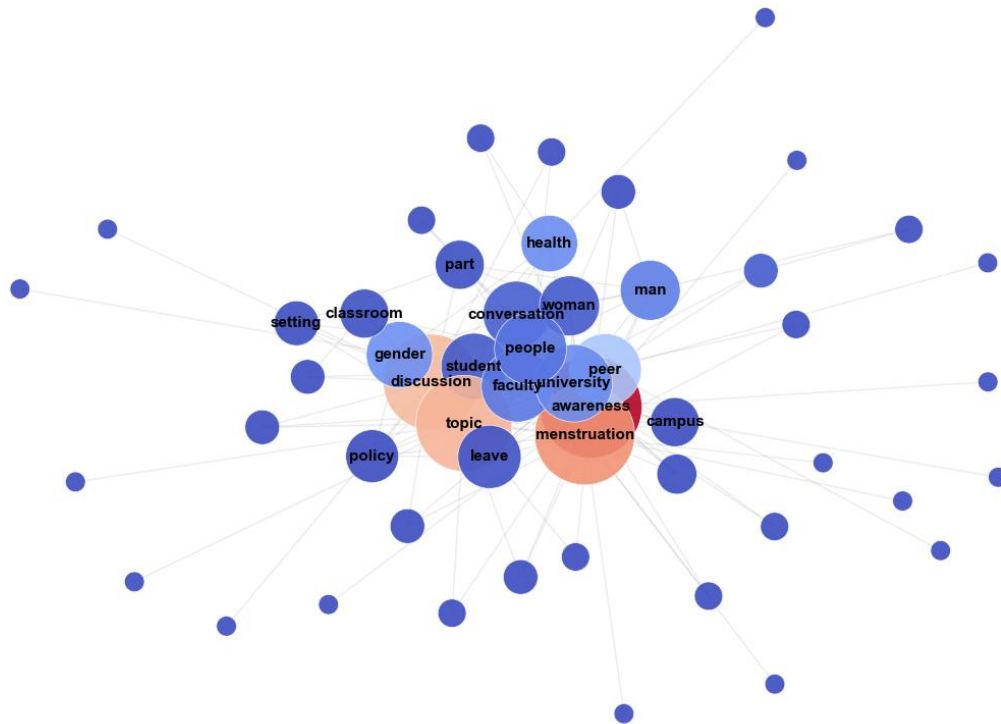 health
part
man
woman
classroom
conversation
setting
people
gender
peer
student
discussion
faculty
university
awareness
topic
campus
menstruation
policy
leave